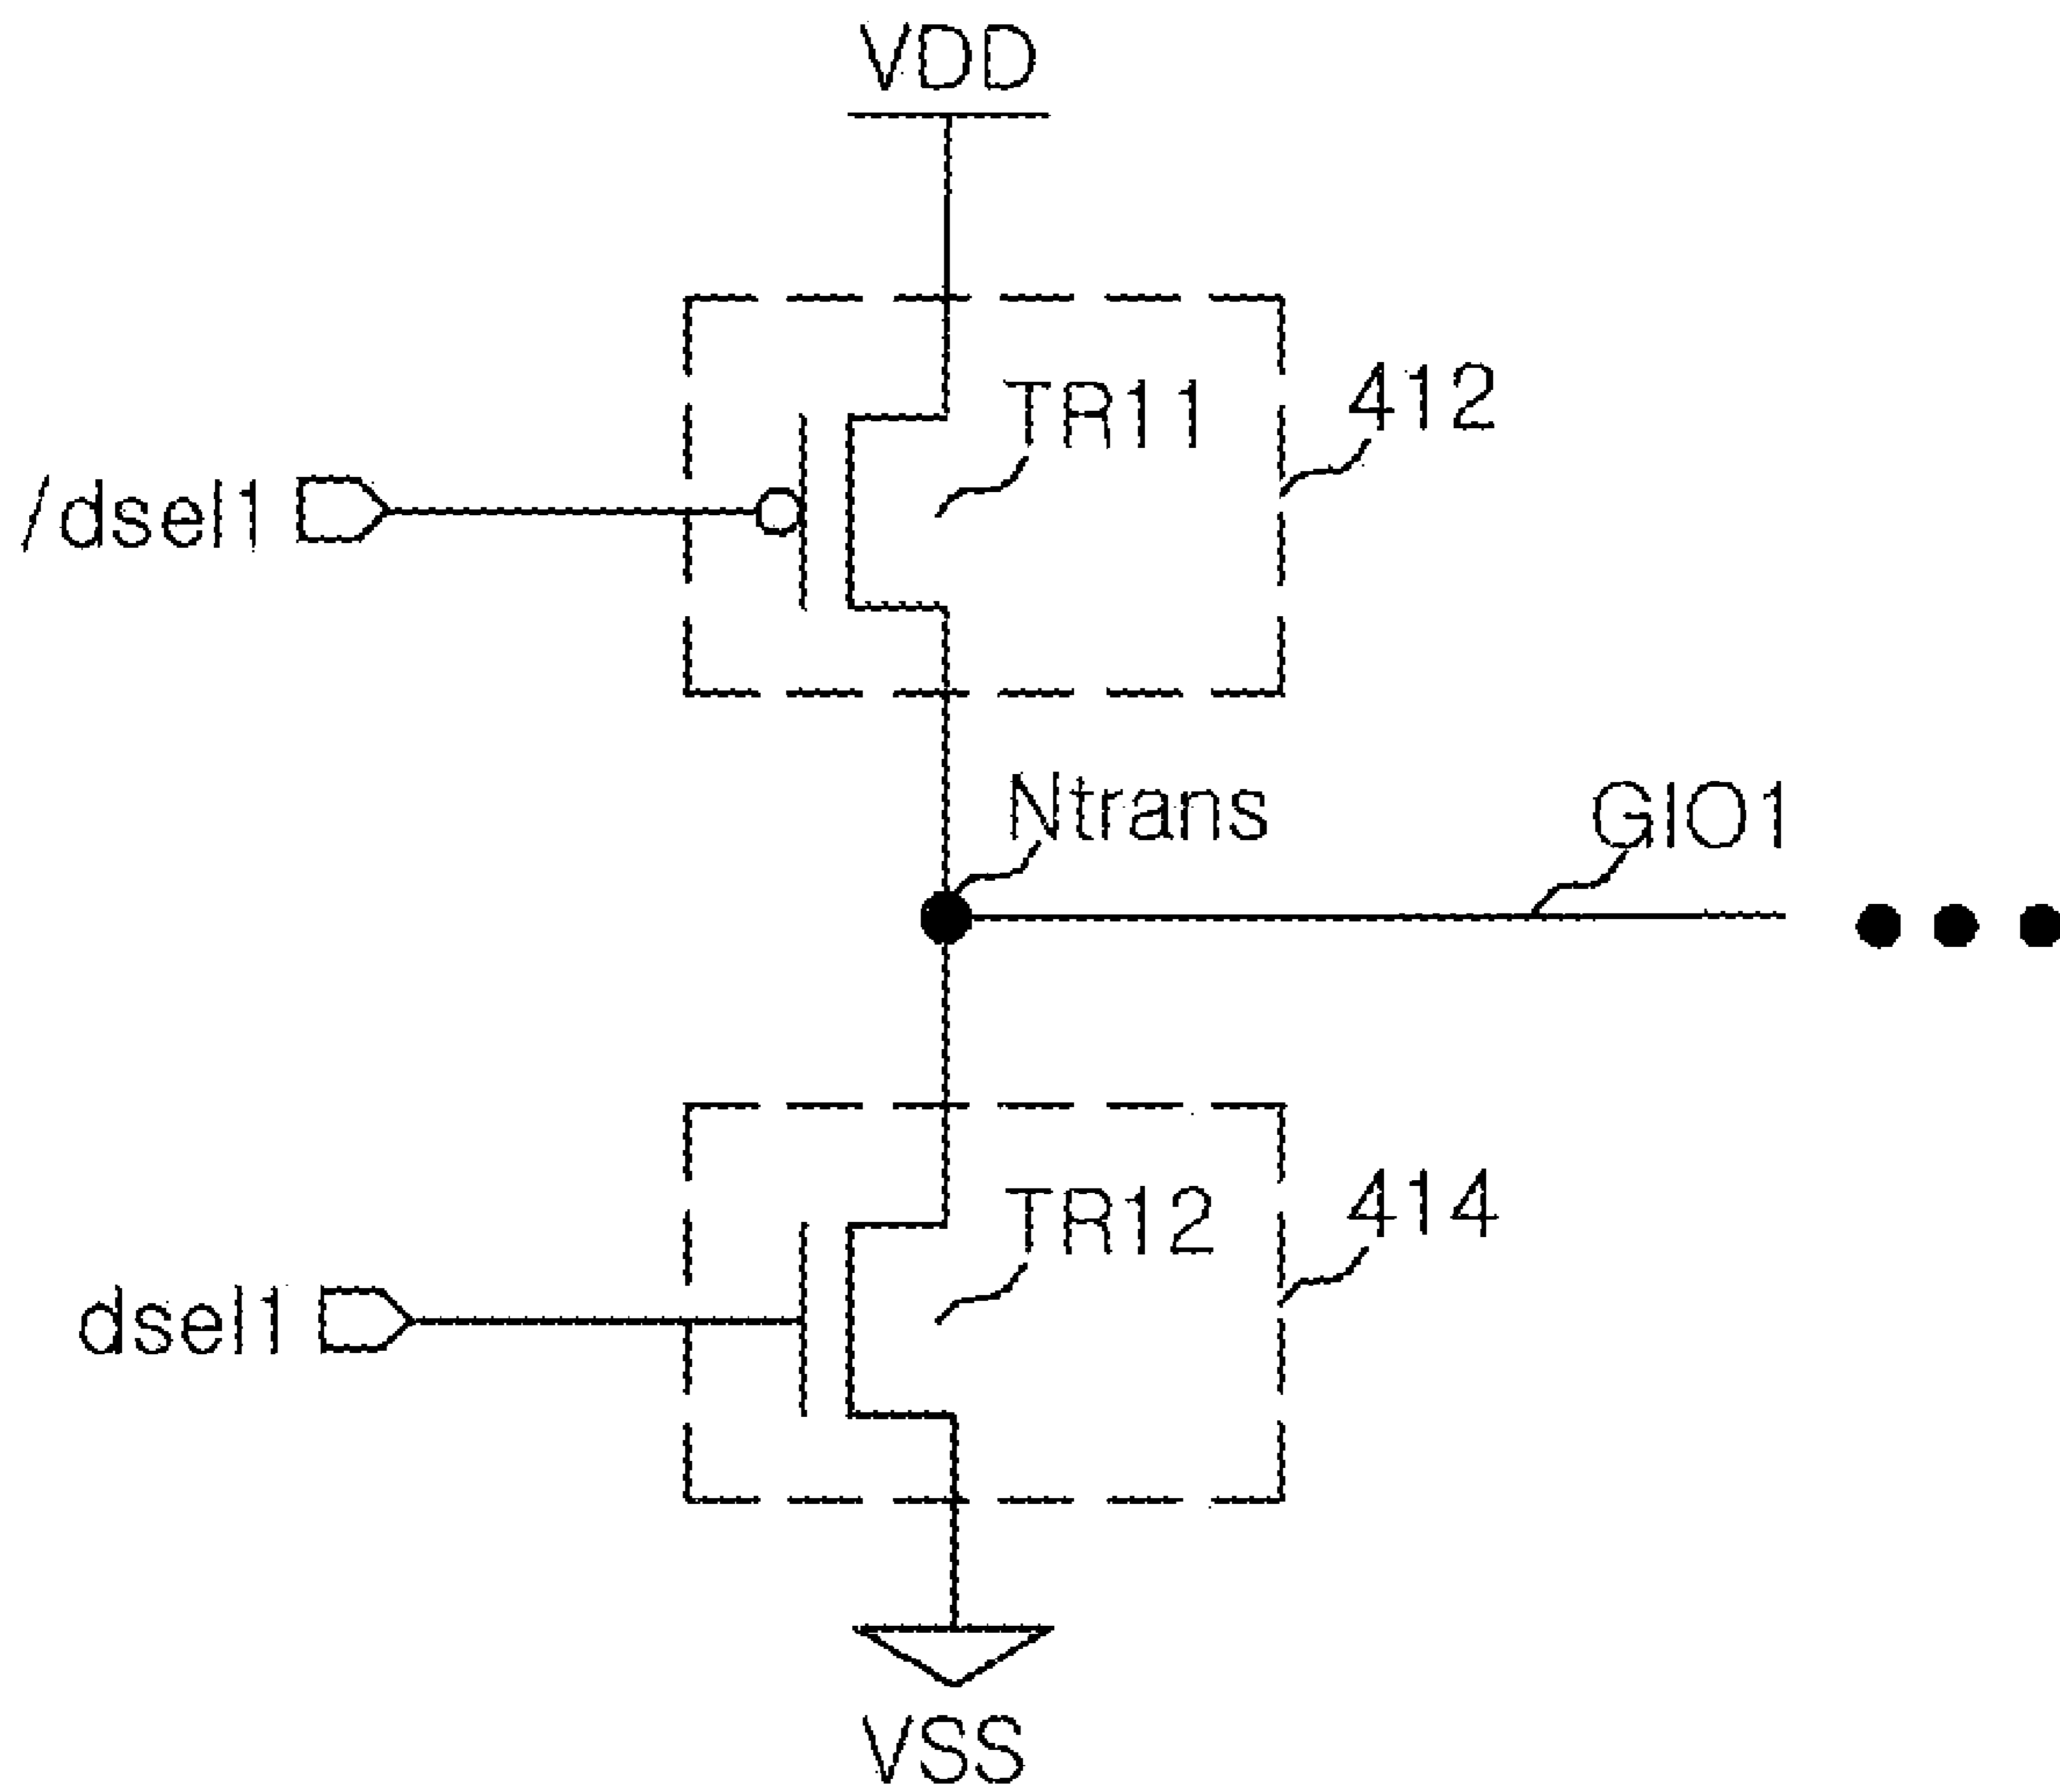 VDD
TR11
412
/dsel1
Ntrans
GIO1
TR12
414
dsel1
VSS